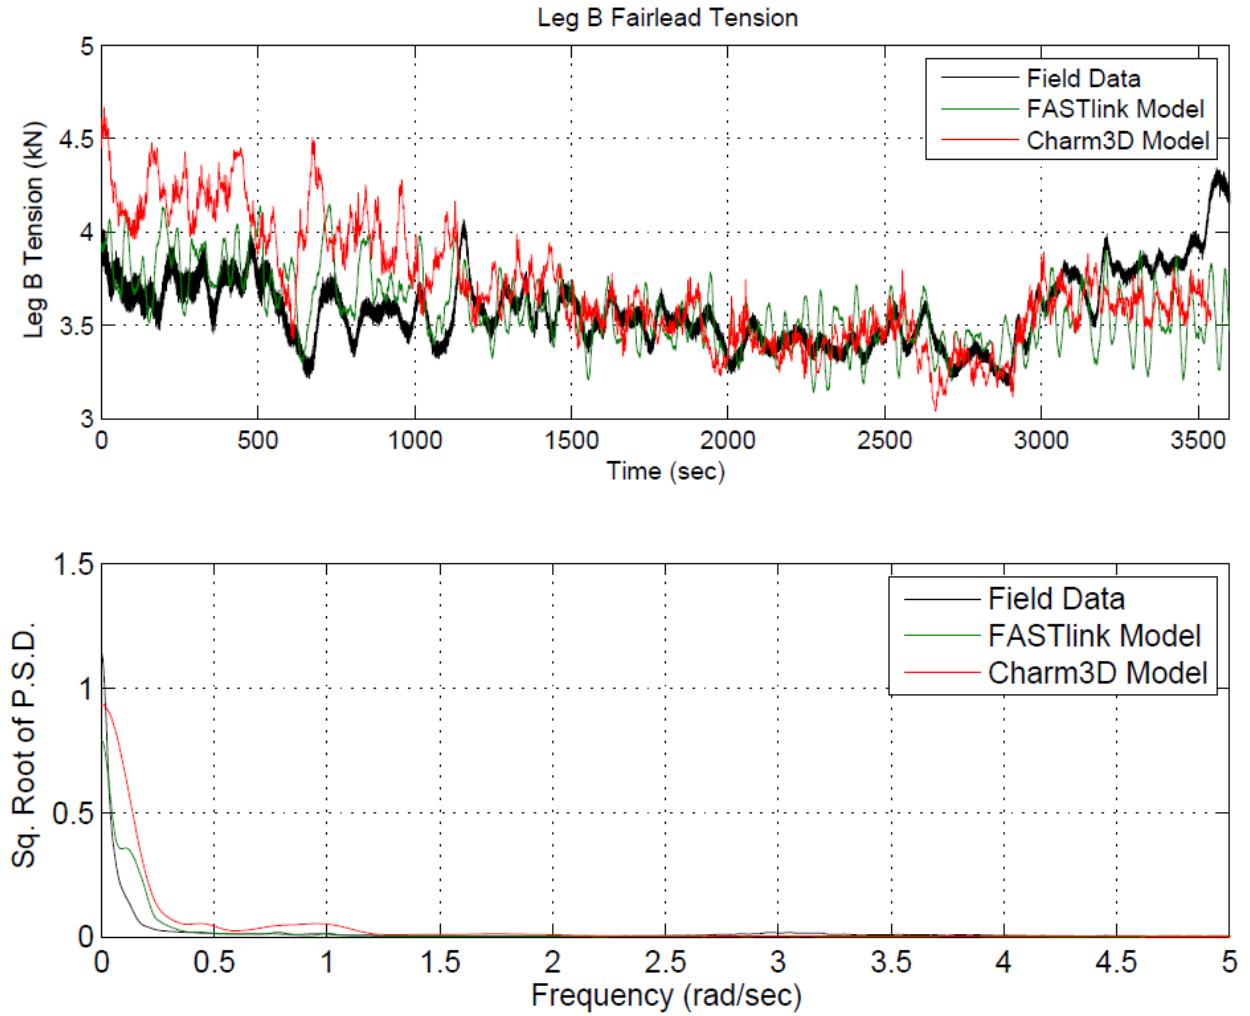 Leg B Fairlead Tension
Leg B Tension (kN)
5
4.5
4
3.5
3
Field Data
FASTlink Model
Charm3D Model
0 500 1000 1500 2000 2500 3000 3500
Time (sec)
Sq. Root of P.S.D.
1.5
1
0.5
0
Field Data
FASTlink Model
Charm3D Model
0 0.5 1 1.5 2 2.5 3 3.5 4 4.5 5
Frequency (rad/sec)